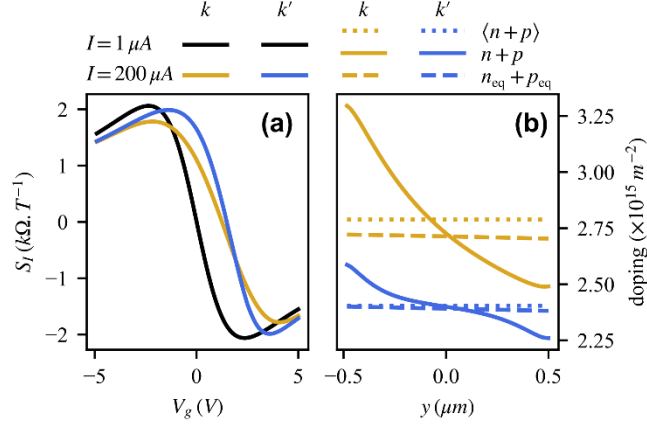 k k′ k k′
I = 1 μA ⟨n + p⟩
n + p
I = 200 μA n_eq + p_eq
(a) (b)
S_I (kΩ.T⁻¹)
2
1
0
−1
−2
−5 0 5
V_g (V)
−0.5 0.0 0.5
y (μm)
3.25
3.00
2.75
2.50
2.25
doping (×10¹⁵ m⁻²)